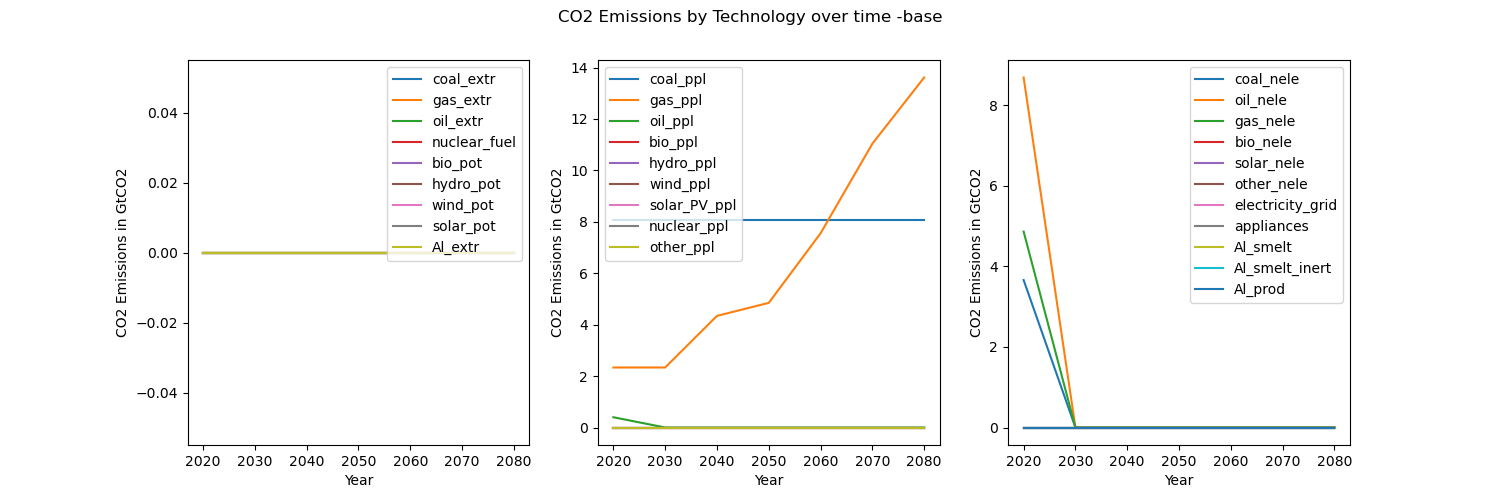 CO2 Emissions by Technology over time -base
CO2 Emissions in GtCO2
0.04
0.02
0.00
−0.02
−0.04
coal_extr
gas_extr
oil_extr
nuclear_fuel
bio_pot
hydro_pot
wind_pot
solar_pot
Al_extr
2020 2030 2040 2050 2060 2070 2080
Year
CO2 Emissions in GtCO2
14
12
10
8
6
4
2
0
coal_ppl
gas_ppl
oil_ppl
bio_ppl
hydro_ppl
wind_ppl
solar_PV_ppl
nuclear_ppl
other_ppl
2020 2030 2040 2050 2060 2070 2080
Year
CO2 Emissions in GtCO2
8
6
4
2
0
coal_nele
oil_nele
gas_nele
bio_nele
solar_nele
other_nele
electricity_grid
appliances
Al_smelt
Al_smelt_inert
Al_prod
2020 2030 2040 2050 2060 2070 2080
Year